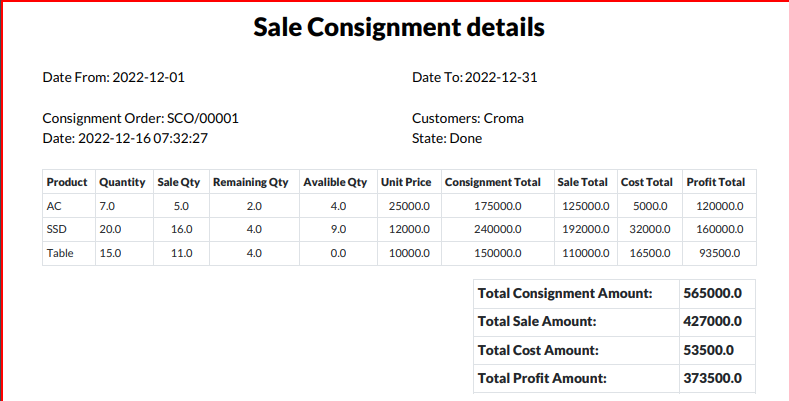 Sale Consignment details
Date From: 2022-12-01 Date To: 2022-12-31
Consignment Order: SCO/00001 Customers: Croma
Date: 2022-12-16 07:32:27 State: Done
Product Quantity Sale Qty Remaining Qty Avalible Qty Unit Price Consignment Total Sale Total Cost Total Profit Total
AC 7.0 5.0 2.0 4.0 25000.0 175000.0 125000.0 5000.0 120000.0
SSD 20.0 16.0 4.0 9.0 12000.0 240000.0 192000.0 32000.0 160000.0
Table 15.0 11.0 4.0 0.0 10000.0 150000.0 110000.0 16500.0 93500.0
Total Consignment Amount: 565000.0
Total Sale Amount: 427000.0
Total Cost Amount: 53500.0
Total Profit Amount: 373500.0